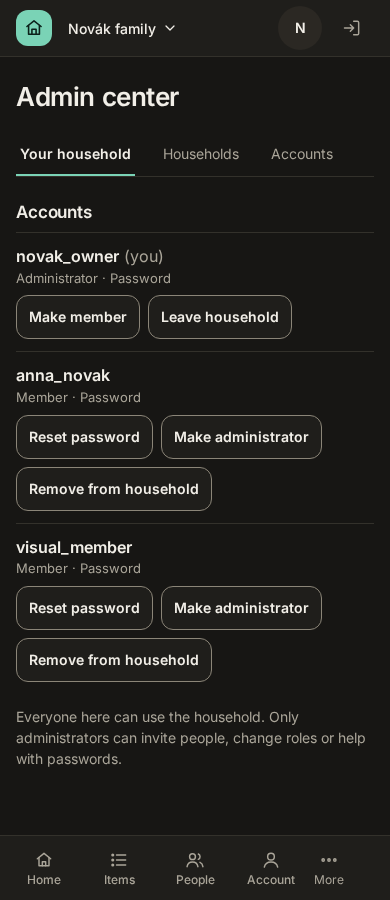 Novák family
N
Admin center
Your household Households Accounts
Accounts
novak_owner (you)
Administrator · Password
Make member Leave household
anna_novak
Member · Password
Reset password Make administrator
Remove from household
visual_member
Member · Password
Reset password Make administrator
Remove from household
Everyone here can use the household. Only
administrators can invite people, change roles or help
with passwords.
Home Items People Account More